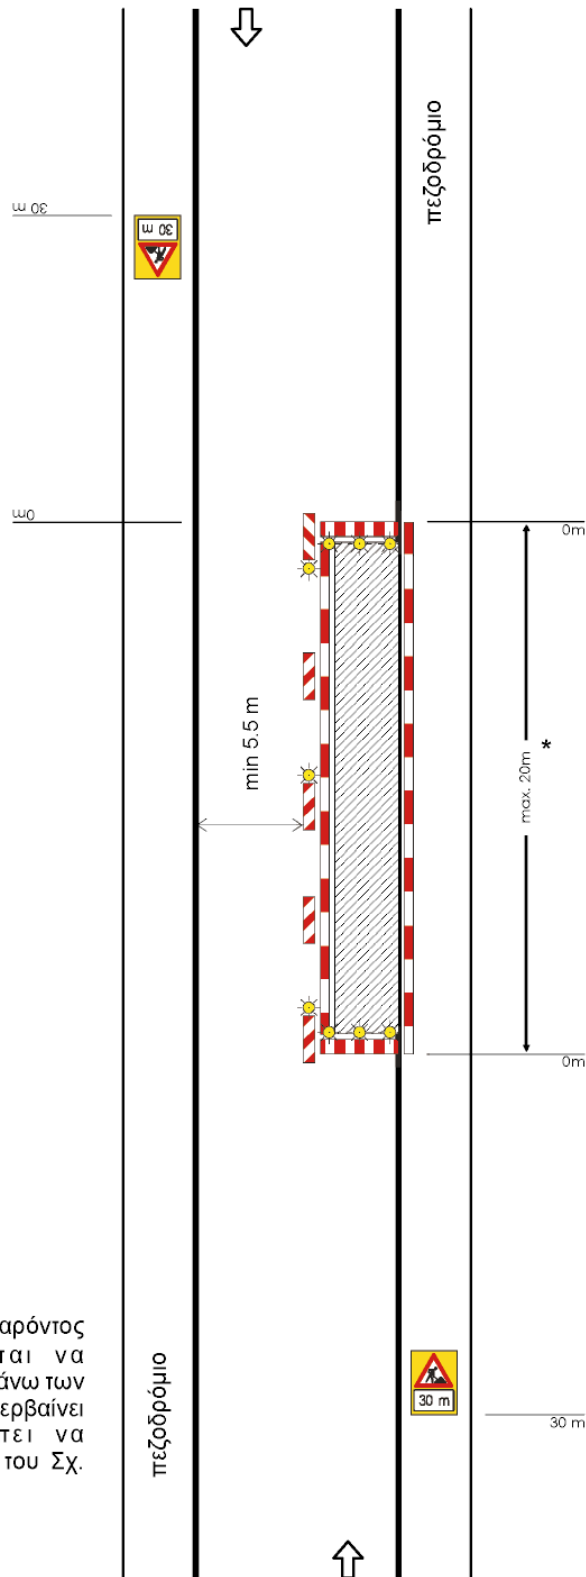 πεζοδρόμιο
30 m
30 m
0m
0m
min 5.5 m
max. 20m *
0m
30 m
30 m
αρόντος
ται να
άνω των
ερβαίνει
τει να
του Σχ.
πεζοδρόμιο